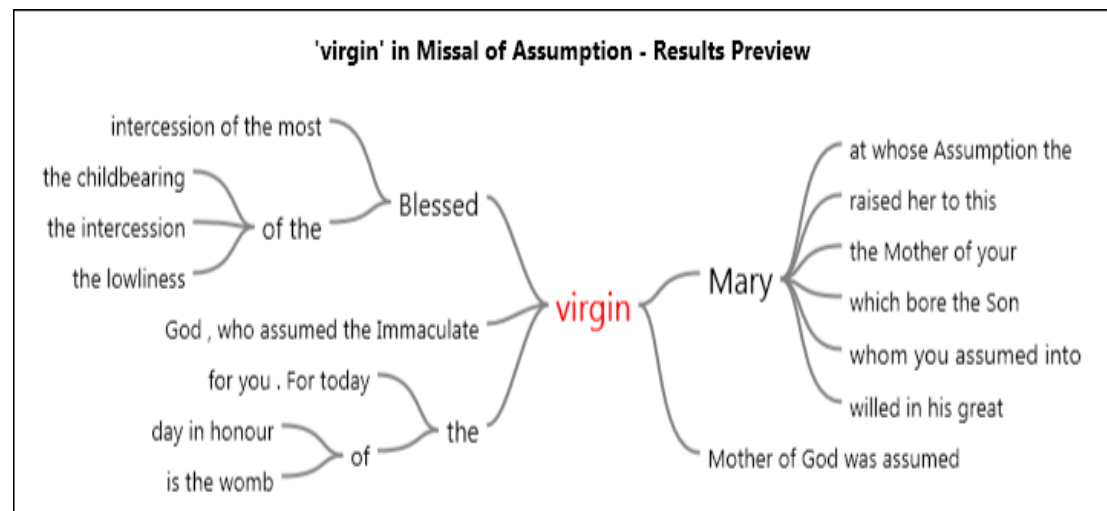 'virgin' in Missal of Assumption - Results Preview
intercession of the most
the childbearing
the intercession
the lowliness
of the
Blessed
God , who assumed the Immaculate
for you . For today
day in honour
is the womb
of
the
virgin
Mary
at whose Assumption the
raised her to this
the Mother of your
which bore the Son
whom you assumed into
willed in his great
Mother of God was assumed